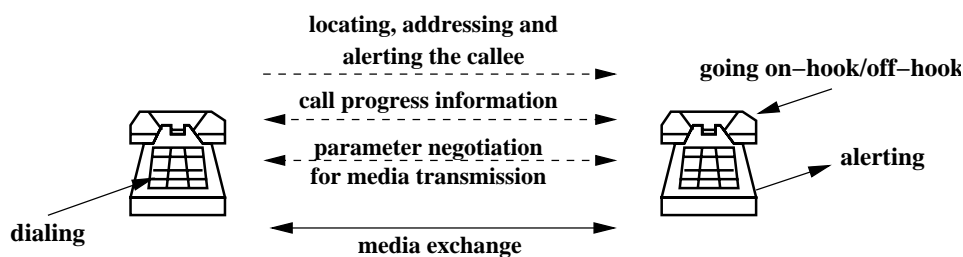 locating, addressing and
alerting the callee
going on−hook/off−hook
call progress information
parameter negotiation
for media transmission
alerting
dialing
media exchange